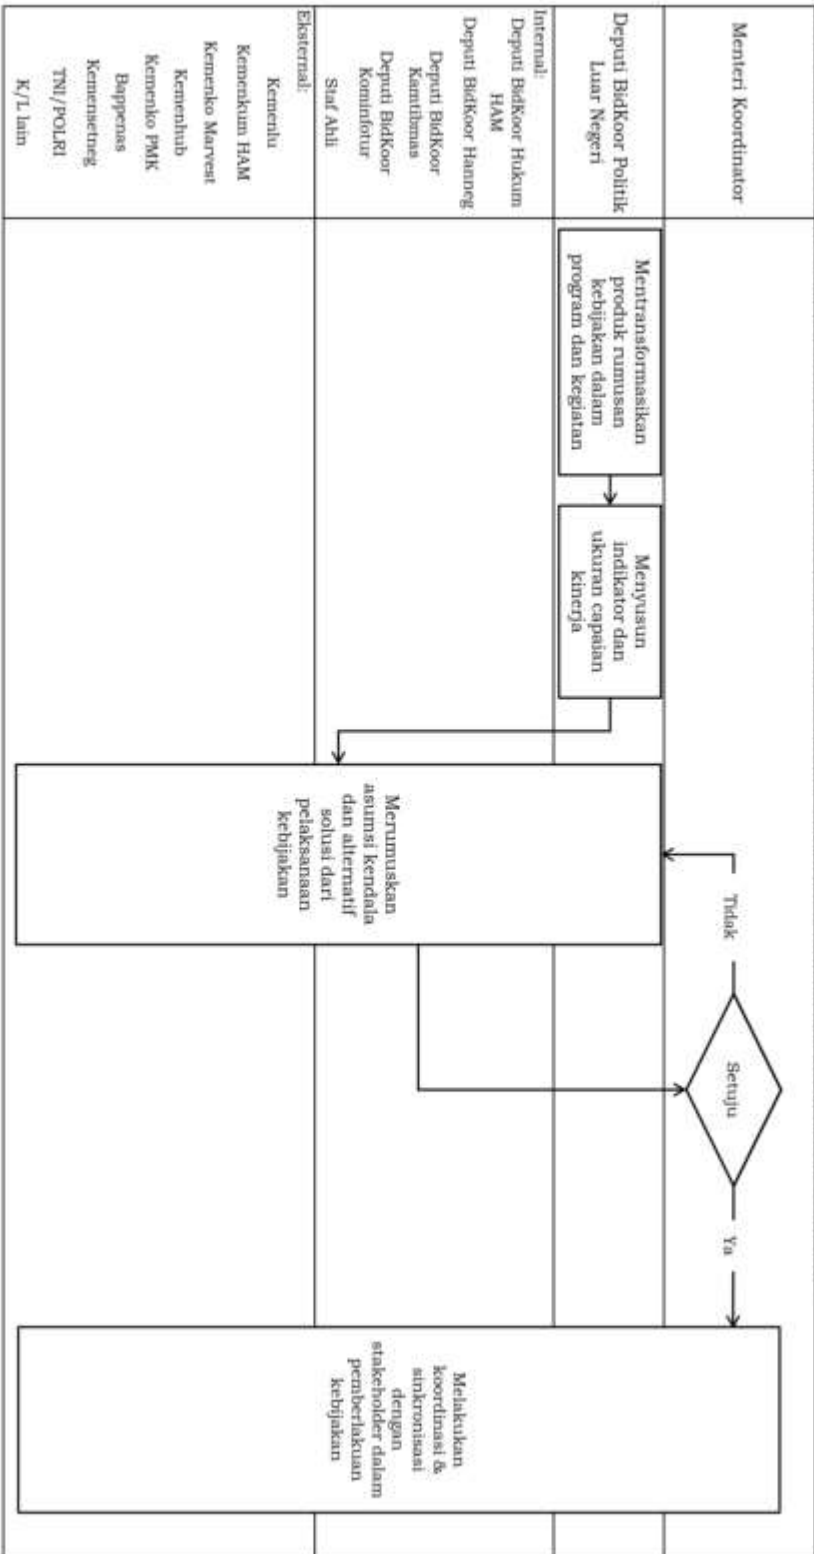 Menteri Koordinator
Deputi BidKoor Politik
Luar Negeri
Mentransformasikan
produk rumusan
kebijakan dalam
program dan kegiatan
Menyusun
indikator dan
ukuran capaian
kinerja
Internal:
Deputi BidKoor Hukum
HAM
Deputi BidKoor Hanneg
Deputi BidKoor
Kamtibmas
Deputi BidKoor
Kominfotur
Staf Ahli
Eksternal:
Kemenlu
Kemenkum HAM
Kemenko Marvest
Kemenhub
Kemenko PMK
Bappenas
Kemensetneg
TNI/POLRI
K/L lain
Merumuskan
asumsi kendala
dan alternatif
solusi dari
pelaksanaan
kebijakan
Tidak
Setuju
Ya
Melakukan
koordinasi &
sinkronisasi
dengan
stakeholder dalam
pemberlakuan
kebijakan